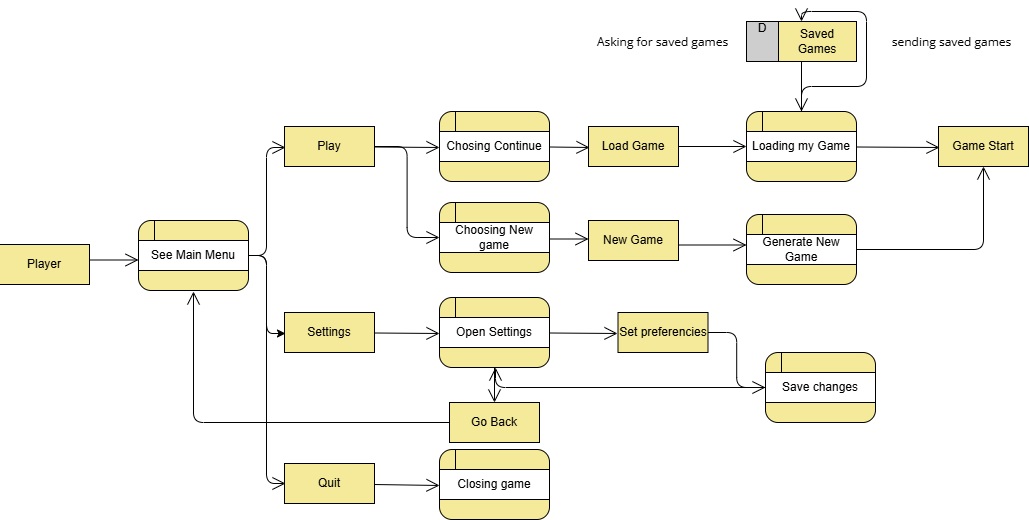 D
Saved
Games
Asking for saved games
sending saved games
Play
Chosing Continue
Load Game
Loading my Game
Game Start
Choosing New
game
New Game
Generate New
Game
Player
See Main Menu
Settings
Open Settings
Set preferencies
Save changes
Go Back
Quit
Closing game